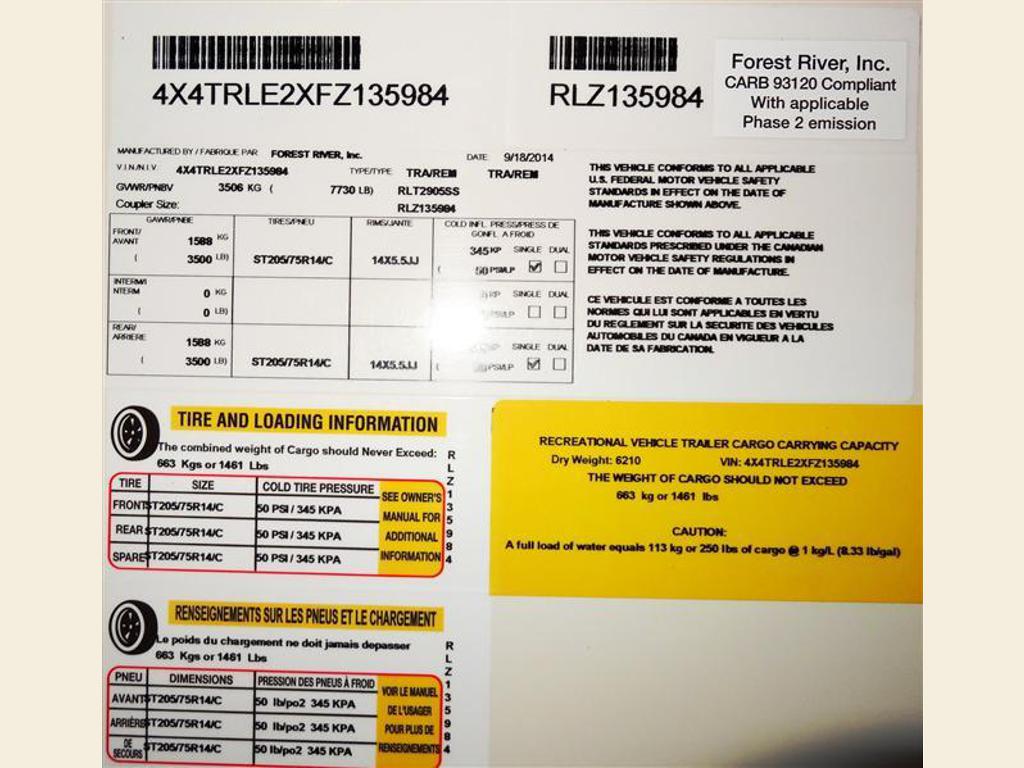 4X4TRLE2XFZ135984
RLZ135984
Forest River, Inc.
CARB 93120 Compliant
With applicable
Phase 2 emission
MANUFACTURED BY / FABRIQUE PAR FOREST RIVER, Inc. DATE 9/18/2014
V.I.N./N.I.V. 4X4TRLE2XFZ135984 TYPE/TYPE TRA/REM TRA/REM
GVWR/PNBV 3506 KG ( 7730 LB) RLT2905SS
Coupler Size: RLZ135984
GAWR/PNBE TIRES/PNEU RIMS/JANTE COLD INFL. PRESS/PRESS DE
GONFL. A FROID
FRONT/
AVANT 1588 KG 345 KP SINGLE DUAL
( 3500 LB) ST205/75R14/C 14X5.5JJ ( 50 PSI/LP
INTERM/
NTERM 0 KG SINGLE DUAL
( 0 LB)
REAR/
ARRIERE 1588 KG SINGLE DUAL
( 3500 LB) ST205/75R14/C 14X5.5JJ ( PSI/LP
THIS VEHICLE CONFORMS TO ALL APPLICABLE
U.S. FEDERAL MOTOR VEHICLE SAFETY
STANDARDS IN EFFECT ON THE DATE OF
MANUFACTURE SHOWN ABOVE.
THIS VEHICLE CONFORMS TO ALL APPLICABLE
STANDARDS PRESCRIBED UNDER THE CANADIAN
MOTOR VEHICLE SAFETY REGULATIONS IN
EFFECT ON THE DATE OF MANUFACTURE.
CE VEHICULE EST CONFORME A TOUTES LES
NORMES QUI LUI SONT APPLICABLES EN VERTU
DU REGLEMENT SUR LA SECURITE DES VEHICULES
AUTOMOBILES DU CANADA EN VIGUEUR A LA
DATE DE SA FABRICATION.
TIRE AND LOADING INFORMATION
The combined weight of Cargo should Never Exceed:
663 Kgs or 1461 Lbs
TIRE SIZE COLD TIRE PRESSURE
FRONT ST205/75R14/C 50 PSI / 345 KPA
REAR ST205/75R14/C 50 PSI / 345 KPA
SPARE ST205/75R14/C 50 PSI / 345 KPA
SEE OWNER'S
MANUAL FOR
ADDITIONAL
INFORMATION
RLZ135984
RECREATIONAL VEHICLE TRAILER CARGO CARRYING CAPACITY
Dry Weight: 6210 VIN: 4X4TRLE2XFZ135984
THE WEIGHT OF CARGO SHOULD NOT EXCEED
663 kg or 1461 lbs
CAUTION:
A full load of water equals 113 kg or 250 lbs of cargo @ 1 kg/L (8.33 lb/gal)
RENSEIGNEMENTS SUR LES PNEUS ET LE CHARGEMENT
Le poids du chargement ne doit jamais depasser
663 Kgs or 1461 Lbs
PNEU DIMENSIONS PRESSION DES PNEUS À FROID
AVANT ST205/75R14/C 50 lb/po2 345 KPA
ARRIÈRE ST205/75R14/C 50 lb/po2 345 KPA
DE
SECOURS ST205/75R14/C 50 lb/po2 345 KPA
VOIR LE MANUEL
DE L'USAGER
POUR PLUS DE
RENSEIGNEMENTS
RLZ135984